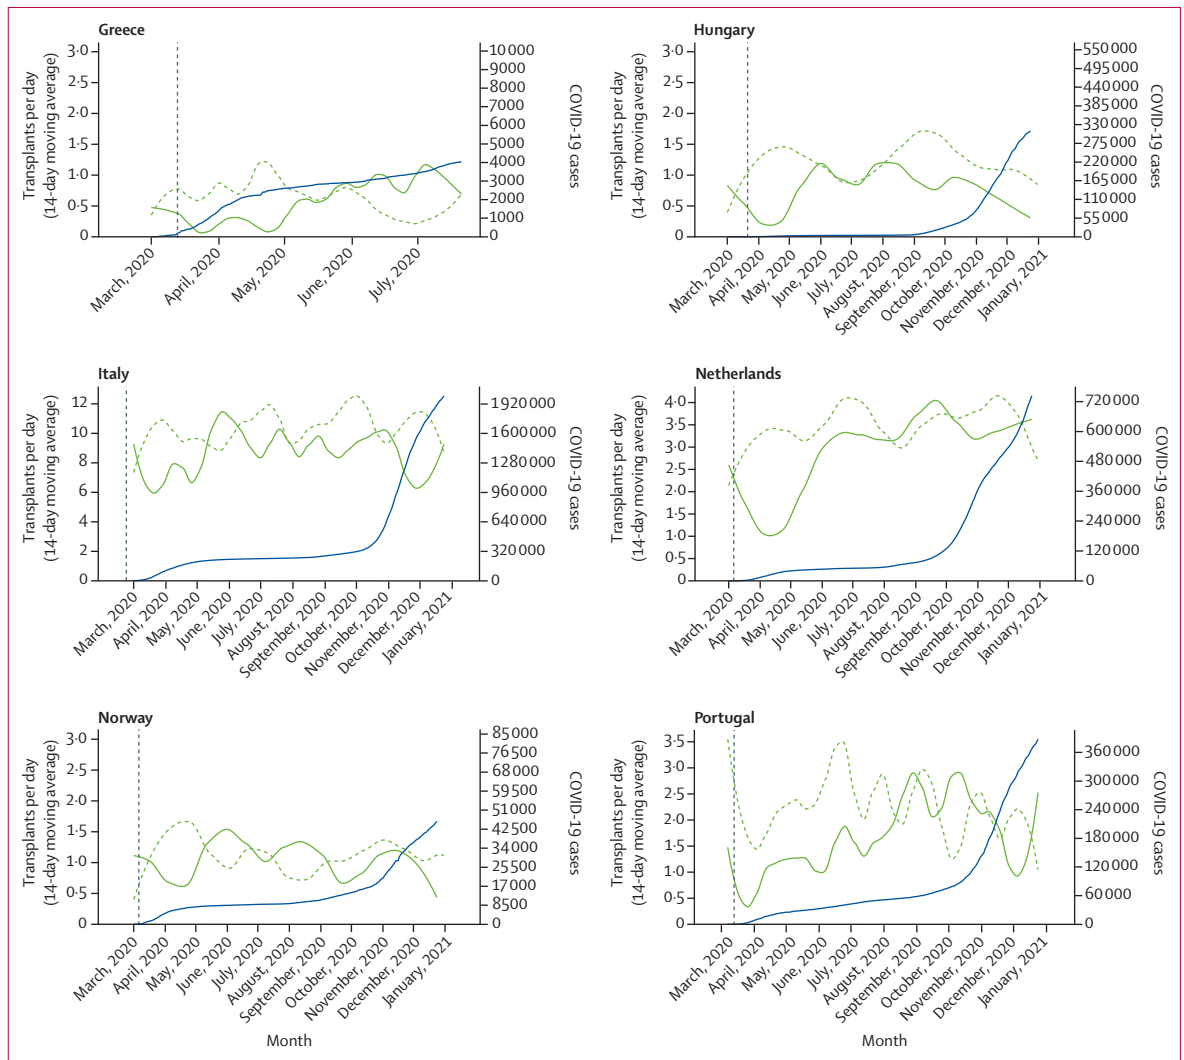 Greece
Transplants per day
(14-day moving average)
3·0
2·5
2·0
1·5
1·0
0·5
0
10 000
9000
8000
7000
6000
5000
4000
3000
2000
1000
0
COVID-19 cases
March, 2020
April, 2020
May, 2020
June, 2020
July, 2020
Hungary
Transplants per day
(14-day moving average)
3·0
2·5
2·0
1·5
1·0
0·5
0
550 000
495 000
440 000
385 000
330 000
275 000
220 000
165 000
110 000
55 000
0
COVID-19 cases
March, 2020
April, 2020
May, 2020
June, 2020
July, 2020
August, 2020
September, 2020
October, 2020
November, 2020
December, 2020
January, 2021
Italy
Transplants per day
(14-day moving average)
12
10
8
6
4
2
0
1 920 000
1 600 000
1 280 000
960 000
640 000
320 000
0
COVID-19 cases
March, 2020
April, 2020
May, 2020
June, 2020
July, 2020
August, 2020
September, 2020
October, 2020
November, 2020
December, 2020
January, 2021
Netherlands
Transplants per day
(14-day moving average)
4·0
3·5
3·0
2·5
2·0
1·5
1·0
0·5
0
720 000
600 000
480 000
360 000
240 000
120 000
0
COVID-19 cases
March, 2020
April, 2020
May, 2020
June, 2020
July, 2020
August, 2020
September, 2020
October, 2020
November, 2020
December, 2020
January, 2021
Norway
Transplants per day
(14-day moving average)
3·0
2·5
2·0
1·5
1·0
0·5
0
85 000
76 500
68 000
59 500
51 000
42 500
34 000
25 500
17 000
8500
0
COVID-19 cases
March, 2020
April, 2020
May, 2020
June, 2020
July, 2020
August, 2020
September, 2020
October, 2020
November, 2020
December, 2020
January, 2021
Month
Portugal
Transplants per day
(14-day moving average)
3·5
3·0
2·5
2·0
1·5
1·0
0·5
0
360 000
300 000
240 000
180 000
120 000
60 000
0
COVID-19 cases
March, 2020
April, 2020
May, 2020
June, 2020
July, 2020
August, 2020
September, 2020
October, 2020
November, 2020
December, 2020
January, 2021
Month